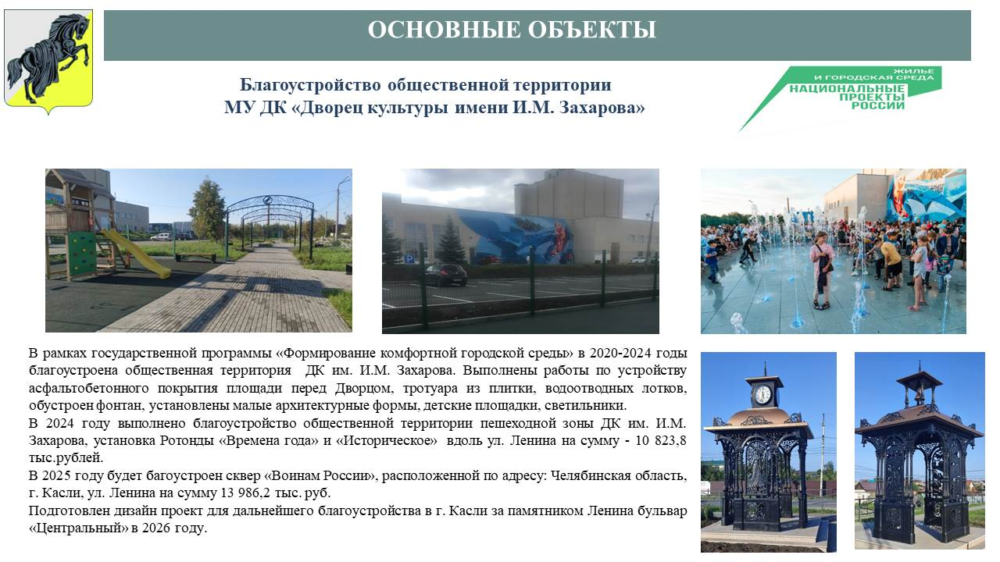 ОСНОВНЫЕ ОБЪЕКТЫ
Благоустройство общественной территории
МУ ДК «Дворец культуры имени И.М. Захарова»
ЖИЛЬЕ
И ГОРОДСКАЯ СРЕДА
НАЦИОНАЛЬНЫЕ
ПРОЕКТЫ
РОССИИ
В рамках государственной программы «Формирование комфортной городской среды» в 2020-2024 годы
благоустроена общественная территория ДК им. И.М. Захарова. Выполнены работы по устройству
асфальтобетонного покрытия площади перед Дворцом, тротуара из плитки, водоотводных лотков,
обустроен фонтан, установлены малые архитектурные формы, детские площадки, светильники.
В 2024 году выполнено благоустройство общественной территории пешеходной зоны ДК им. И.М.
Захарова, установка Ротонды «Времена года» и «Историческое» вдоль ул. Ленина на сумму - 10 823,8
тыс.рублей.
В 2025 году будет багоустроен сквер «Воинам России», расположенной по адресу: Челябинская область,
г. Касли, ул. Ленина на сумму 13 986,2 тыс. руб.
Подготовлен дизайн проект для дальнейшего благоустройства в г. Касли за памятником Ленина бульвар
«Центральный» в 2026 году.